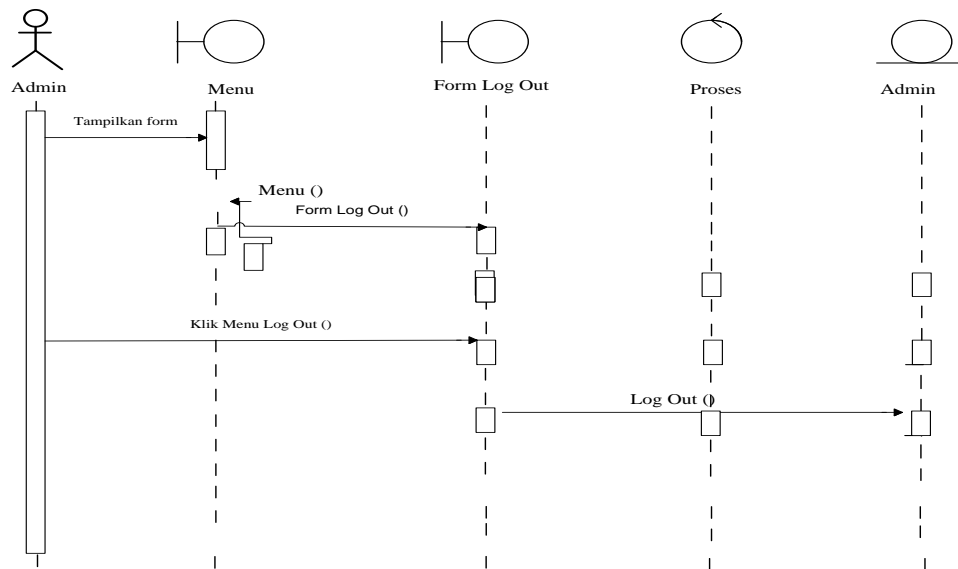 Admin
Menu
Form Log Out
Proses
Admin
Tampilkan form
Menu ()
Form Log Out ()
Klik Menu Log Out ()
Log Out ()